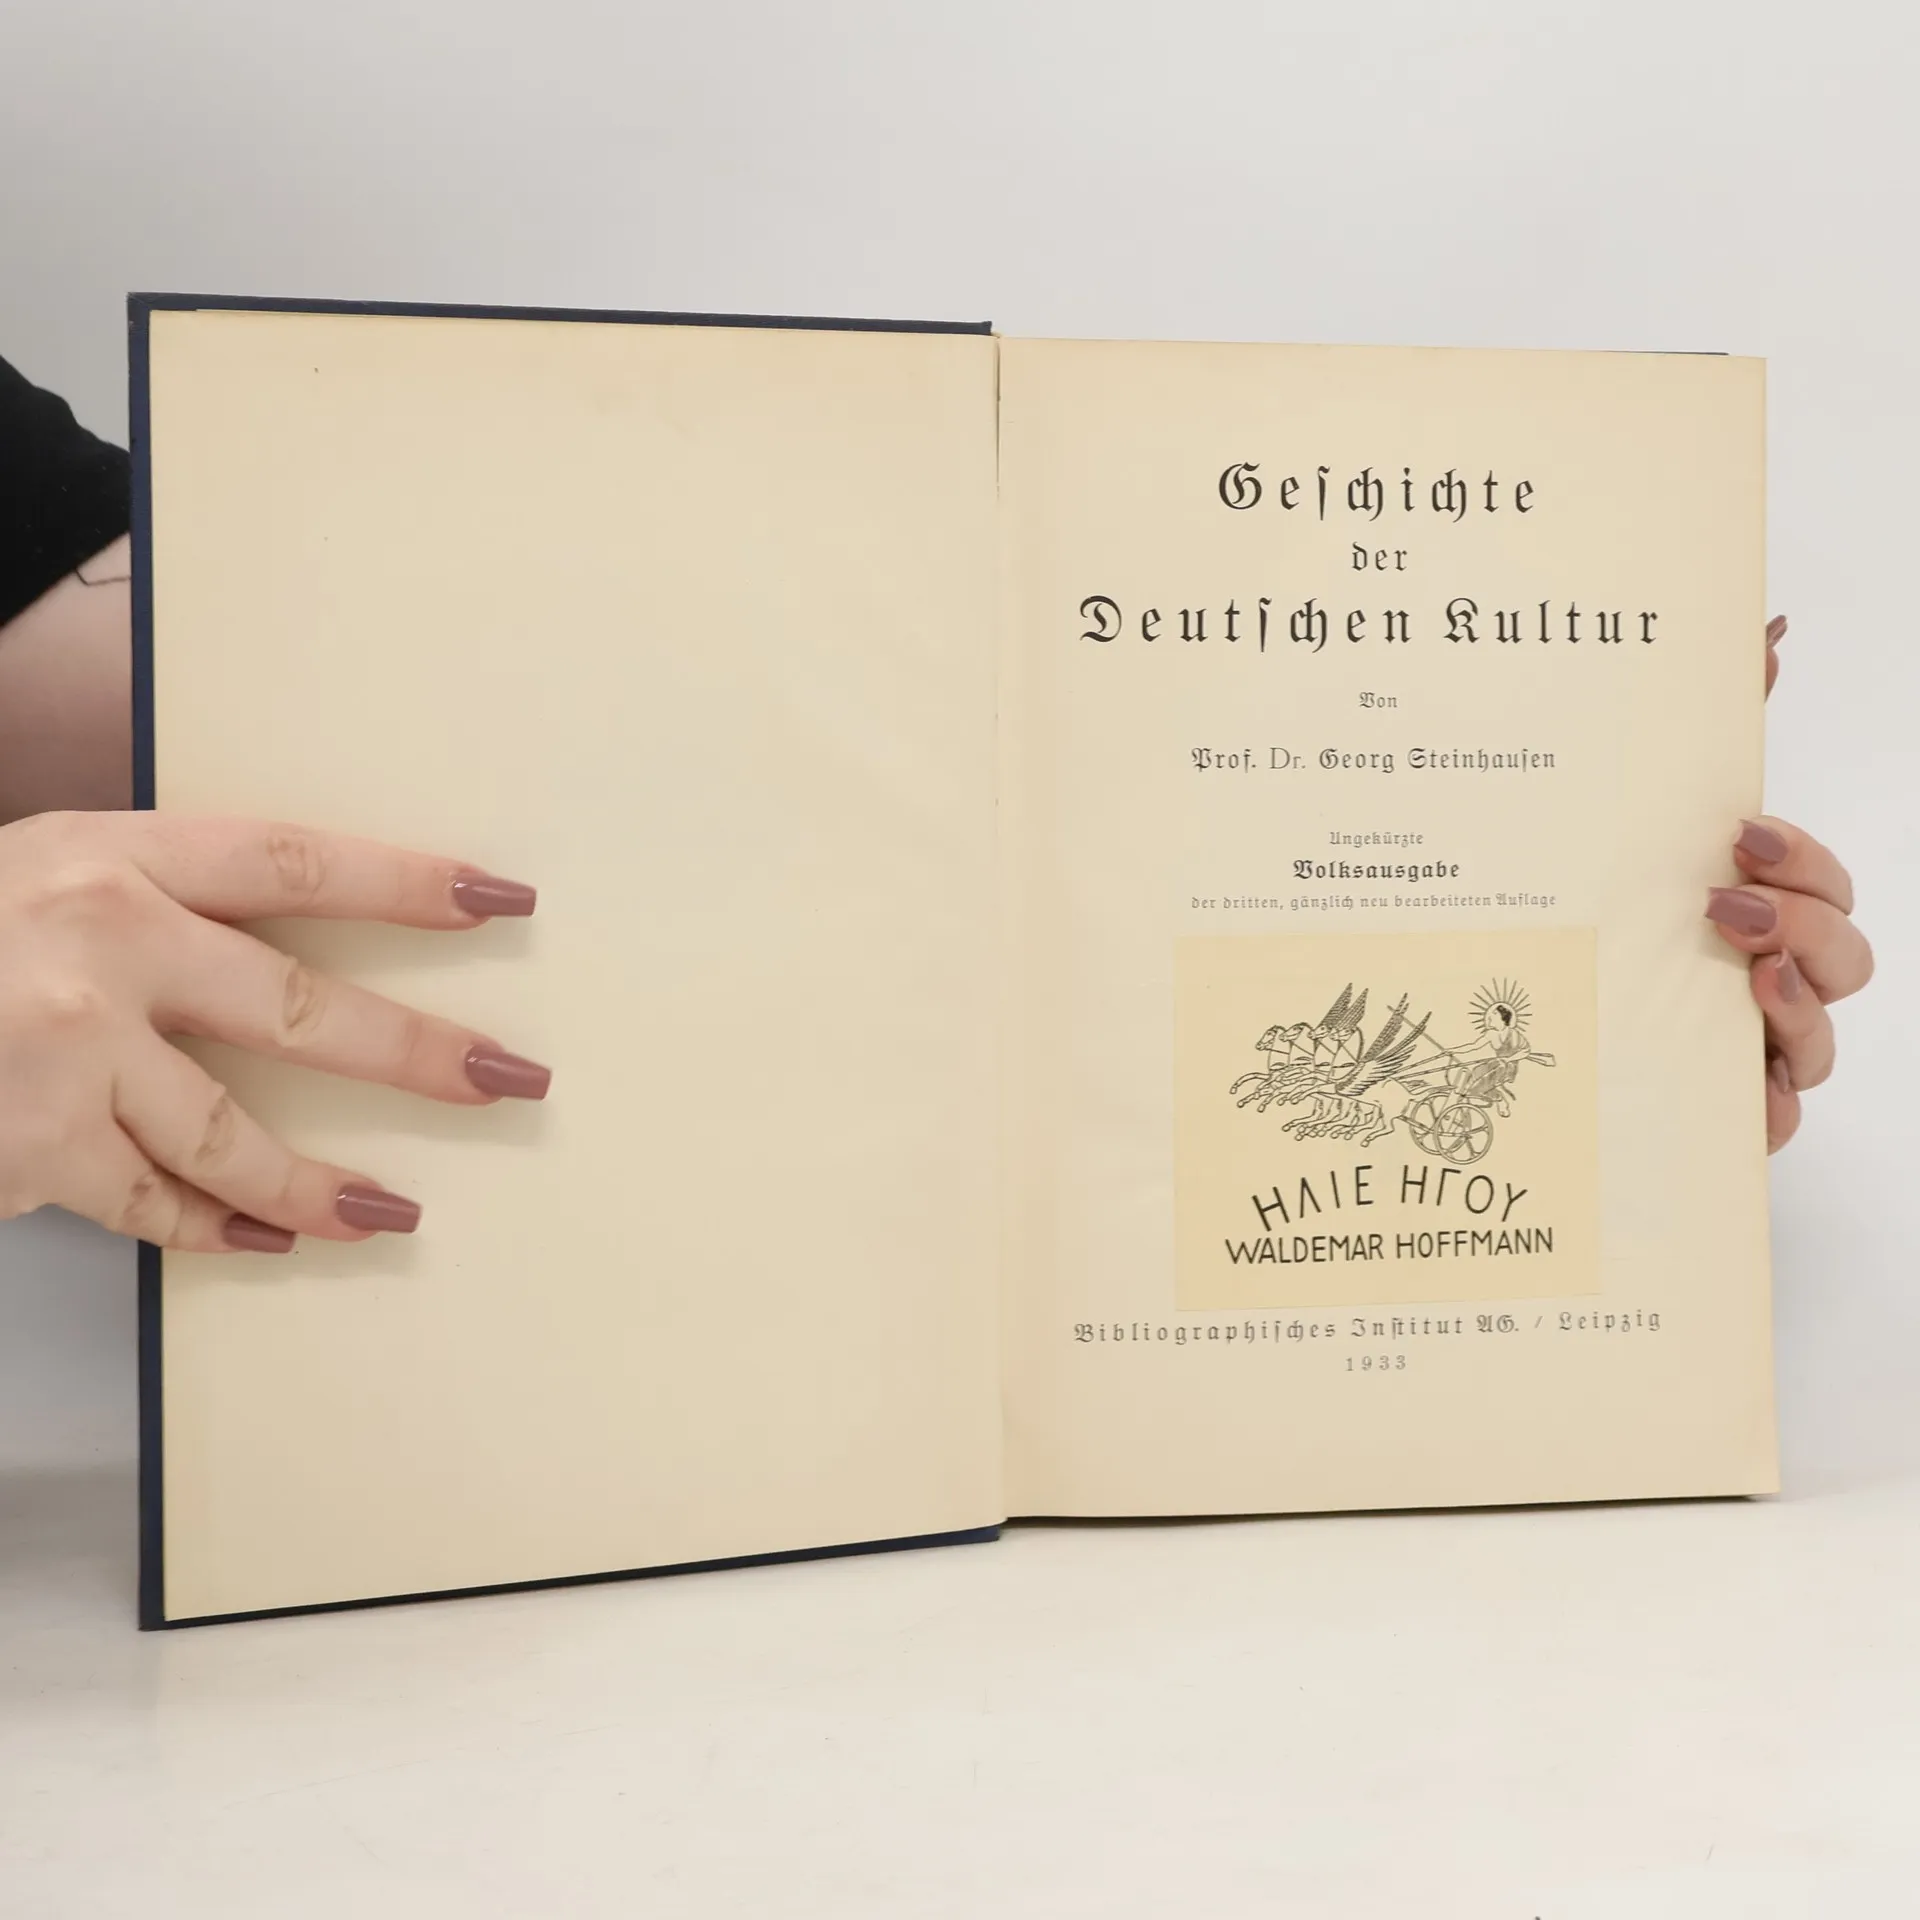 Geſchichte
der
Deutſchen Kultur
Von
Prof. Dr. Georg Steinhauſen
Ungekürzte
Volksausgabe
der dritten, gänzlich neu bearbeiteten Auflage
ΗΛΙΕ ΗΓΟΥ
WALDEMAR HOFFMANN
Bibliographiſches Inſtitut AG. / Leipzig
1933